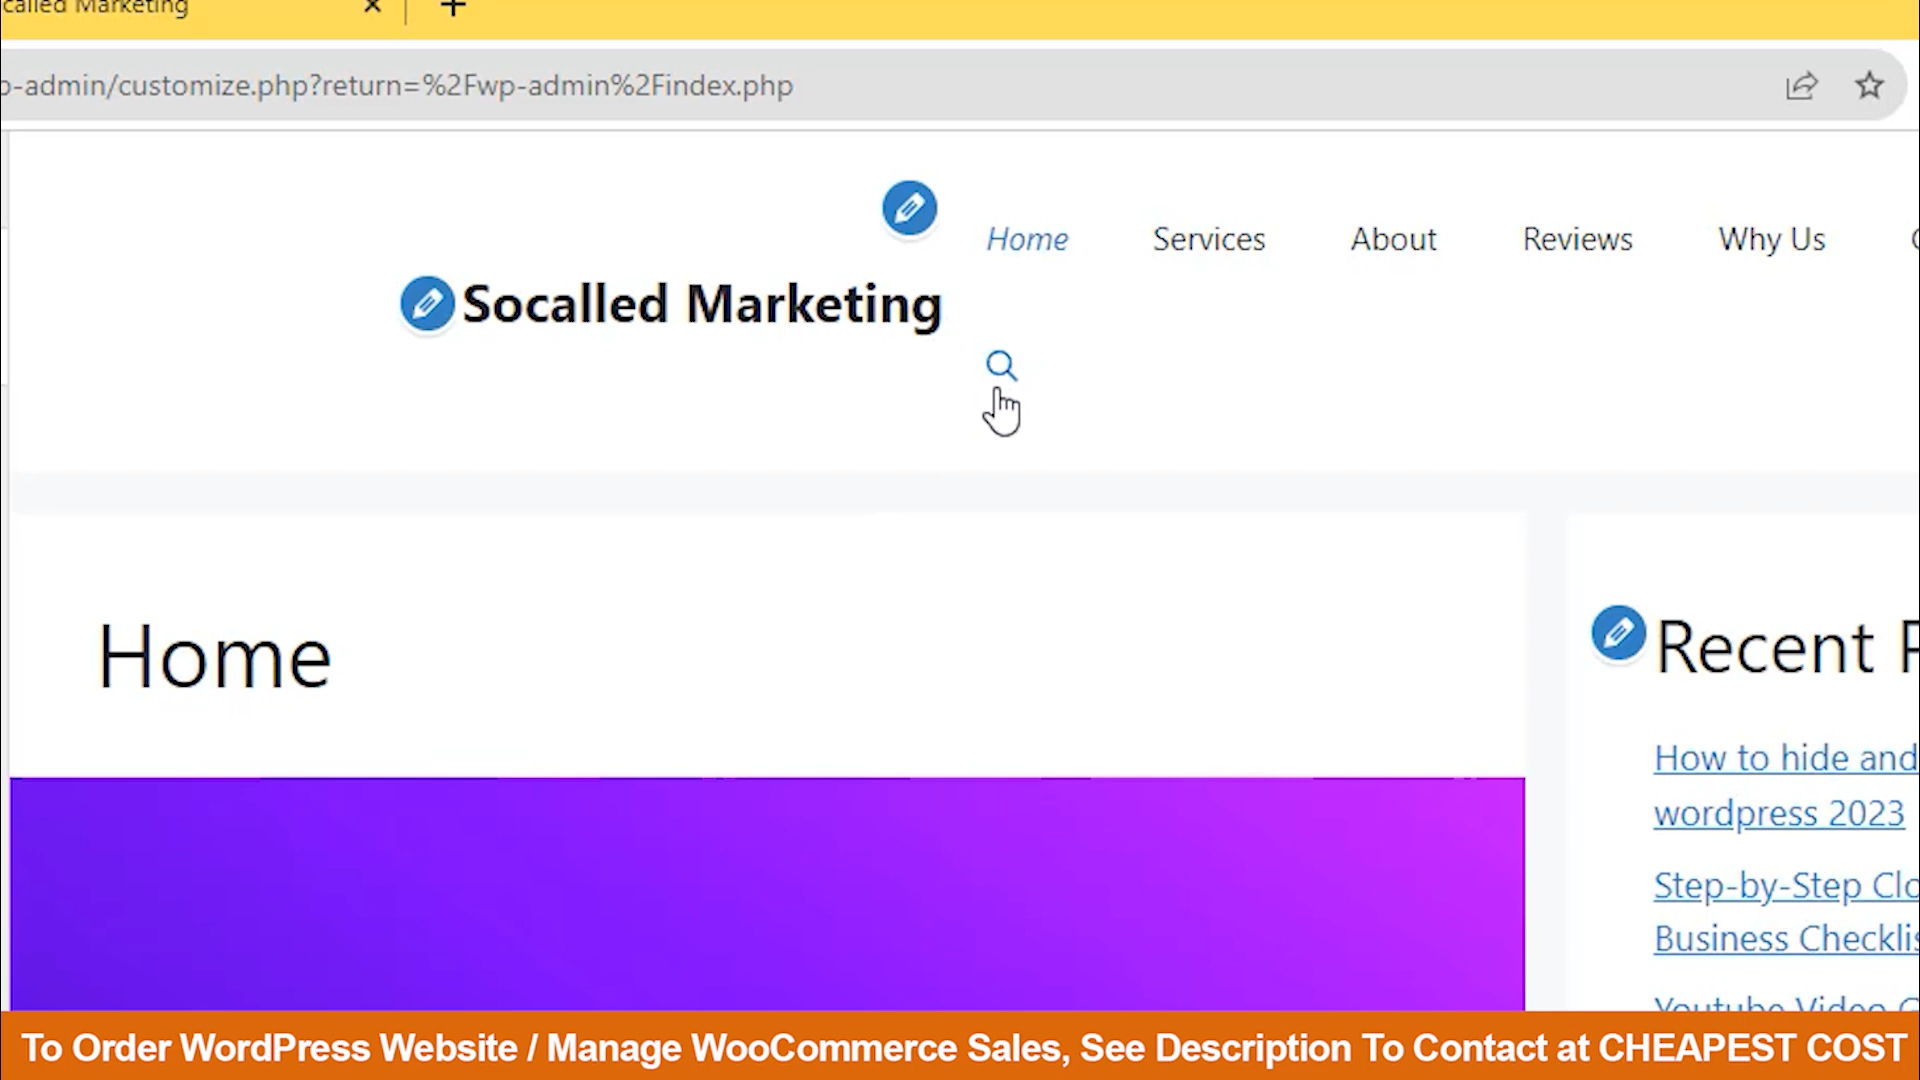 called Marketing
-admin/customize.php?return=%2Fwp-admin%2Findex.php
Home Services About Reviews Why Us
Socalled Marketing
Home
Recent
How to hide and
wordpress 2023
Step-by-Step
Business
Youtube Video
To Order WordPress Website / Manage WooCommerce Sales, See Description To Contact at CHEAPEST COST